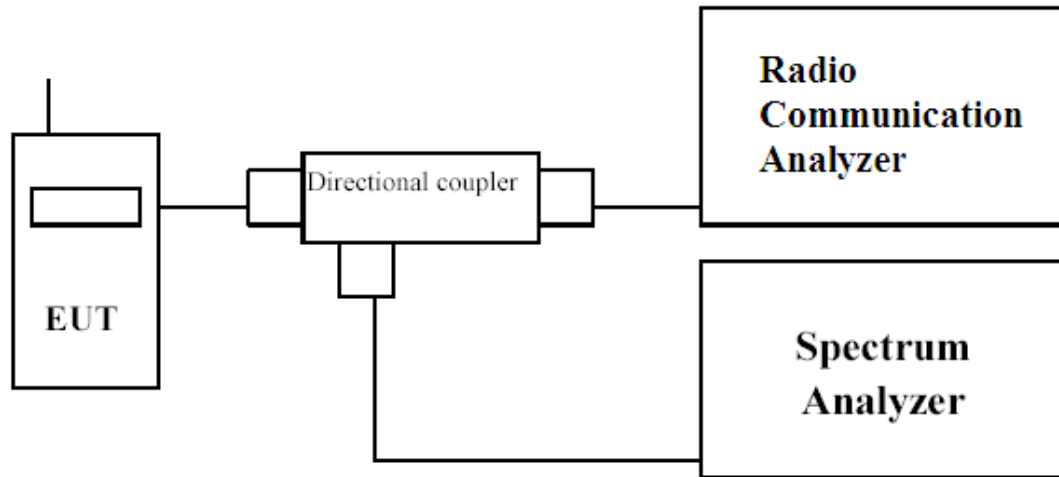 Radio
Communication
Analyzer
Directional coupler
EUT
Spectrum
Analyzer